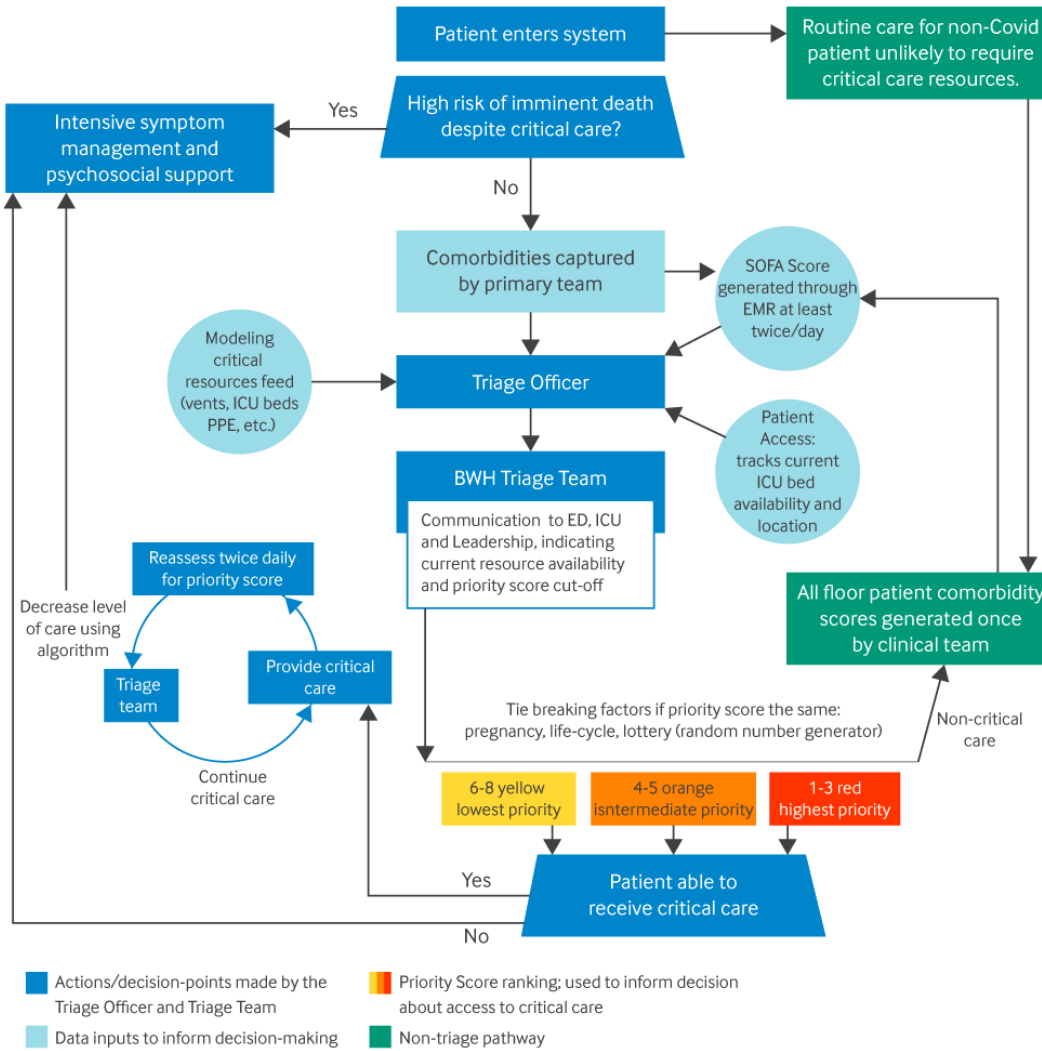 Patient enters system
Routine care for non-Covid
patient unlikely to require
critical care resources.
High risk of imminent death
despite critical care?
Yes
Intensive symptom
management and
psychosocial support
No
Comorbidities captured
by primary team
SOFA Score
generated through
EMR at least
twice/day
Modeling
critical
resources feed
(vents, ICU beds
PPE, etc.)
Triage Officer
Patient
Access:
tracks current
ICU bed
availability and
location
BWH Triage Team
Communication to ED, ICU
and Leadership, indicating
current resource availability
and priority score cut-off
Reassess twice daily
for priority score
Decrease level
of care using
algorithm
Triage
team
Provide critical
care
Continue
critical care
All floor patient comorbidity
scores generated once
by clinical team
Tie breaking factors if priority score the same:
pregnancy, life-cycle, lottery (random number generator)
Non-critical
care
6-8 yellow
lowest priority
4-5 orange
isntermediate priority
1-3 red
highest priority
Yes
Patient able to
receive critical care
No
Actions/decision-points made by the
Triage Officer and Triage Team
Data inputs to inform decision-making
Priority Score ranking; used to inform decision
about access to critical care
Non-triage pathway